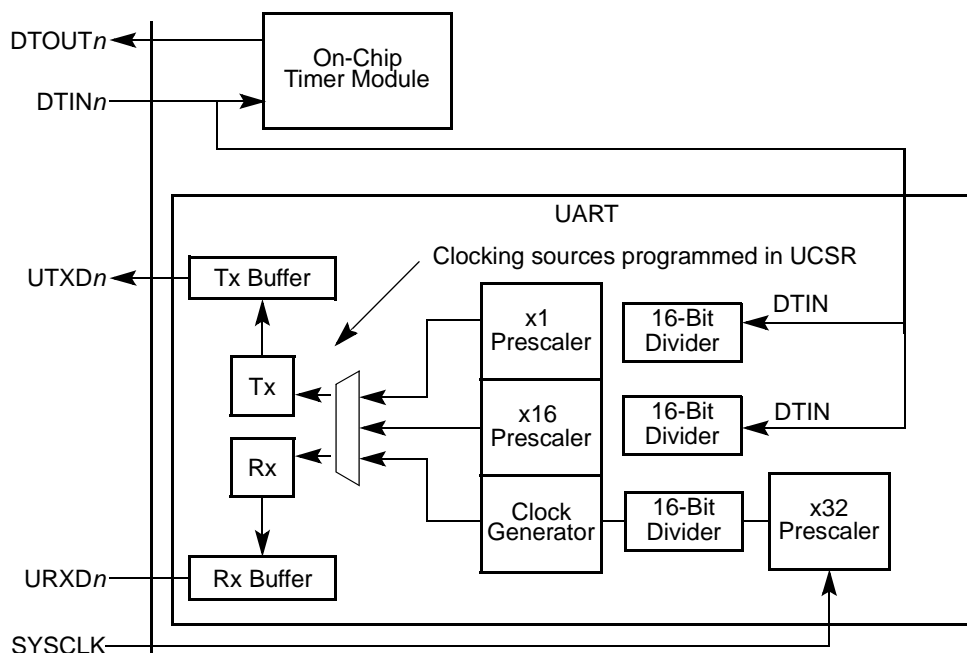 DTOUTn
On-Chip
Timer Module
DTINn
UART
Clocking sources programmed in UCSR
UTXDn
Tx Buffer
x1
Prescaler
16-Bit
Divider
DTIN
Tx
x16
Prescaler
16-Bit
Divider
DTIN
Rx
Clock
Generator
16-Bit
Divider
x32
Prescaler
URXDn
Rx Buffer
SYSCLK